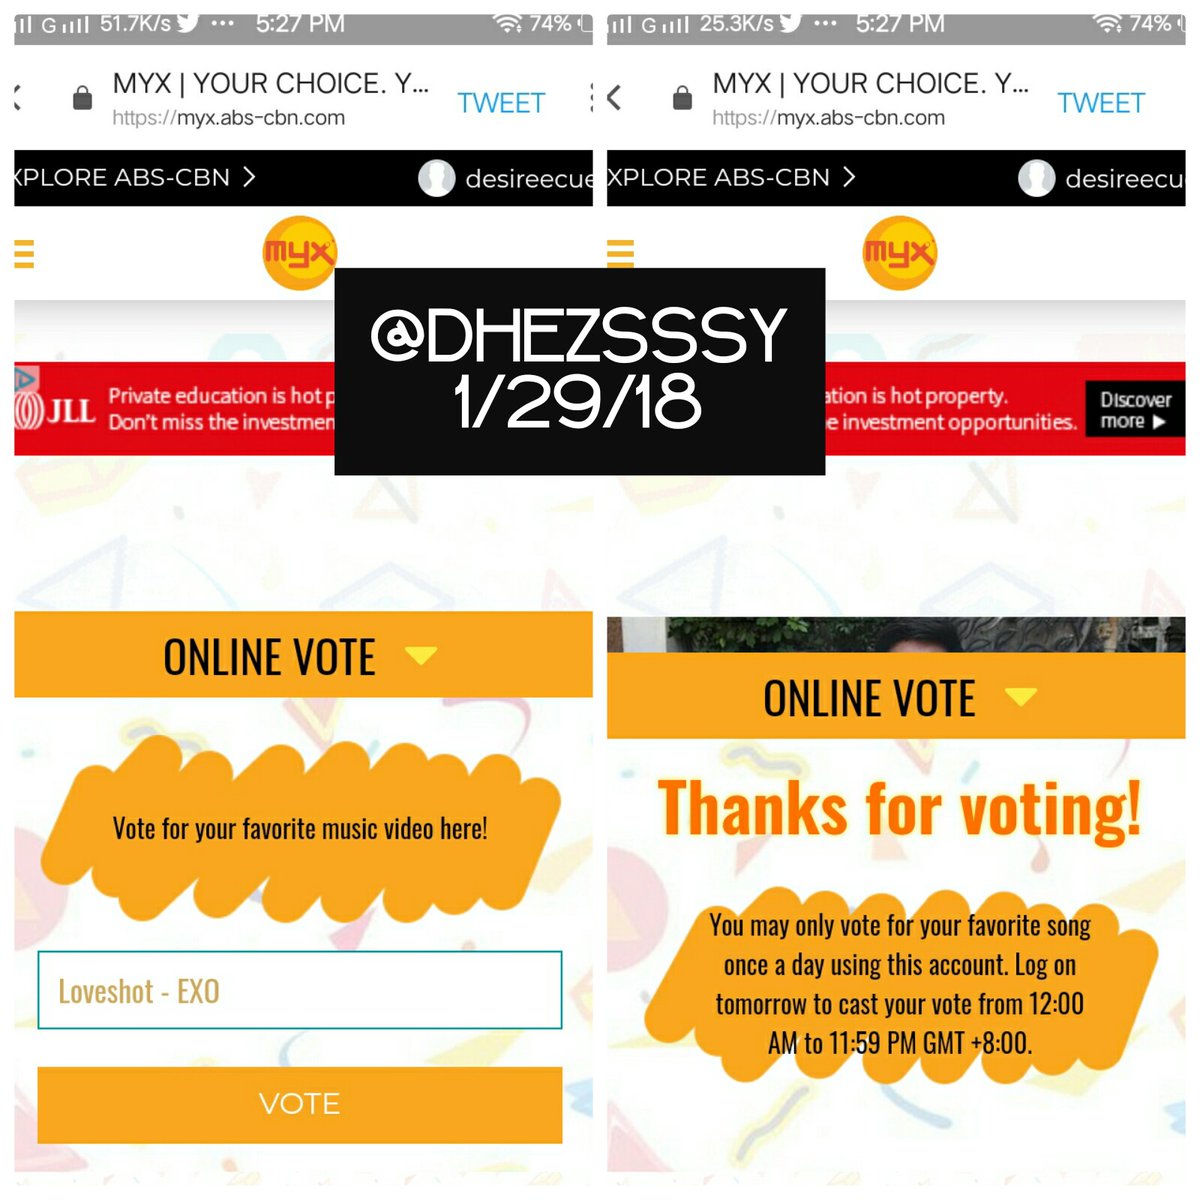 G 51.7K/s ••• 5:27 PM 74%
MYX | YOUR CHOICE. Y...
https://myx.abs-cbn.com
TWEET
XPLORE ABS-CBN >
desireecue
myx
JLL
Private education is hot p
Don't miss the investmen
ONLINE VOTE
Vote for your favorite music video here!
Loveshot - EXO
VOTE
@DHEZSSSY
1/29/18
G 25.3K/s ••• 5:27 PM 74%
MYX | YOUR CHOICE. Y...
https://myx.abs-cbn.com
TWEET
XPLORE ABS-CBN >
desireecu
myx
ation is hot property.
e investment opportunities.
Discover
more ▶
ONLINE VOTE
Thanks for voting!
You may only vote for your favorite song
once a day using this account. Log on
tomorrow to cast your vote from 12:00
AM to 11:59 PM GMT +8:00.